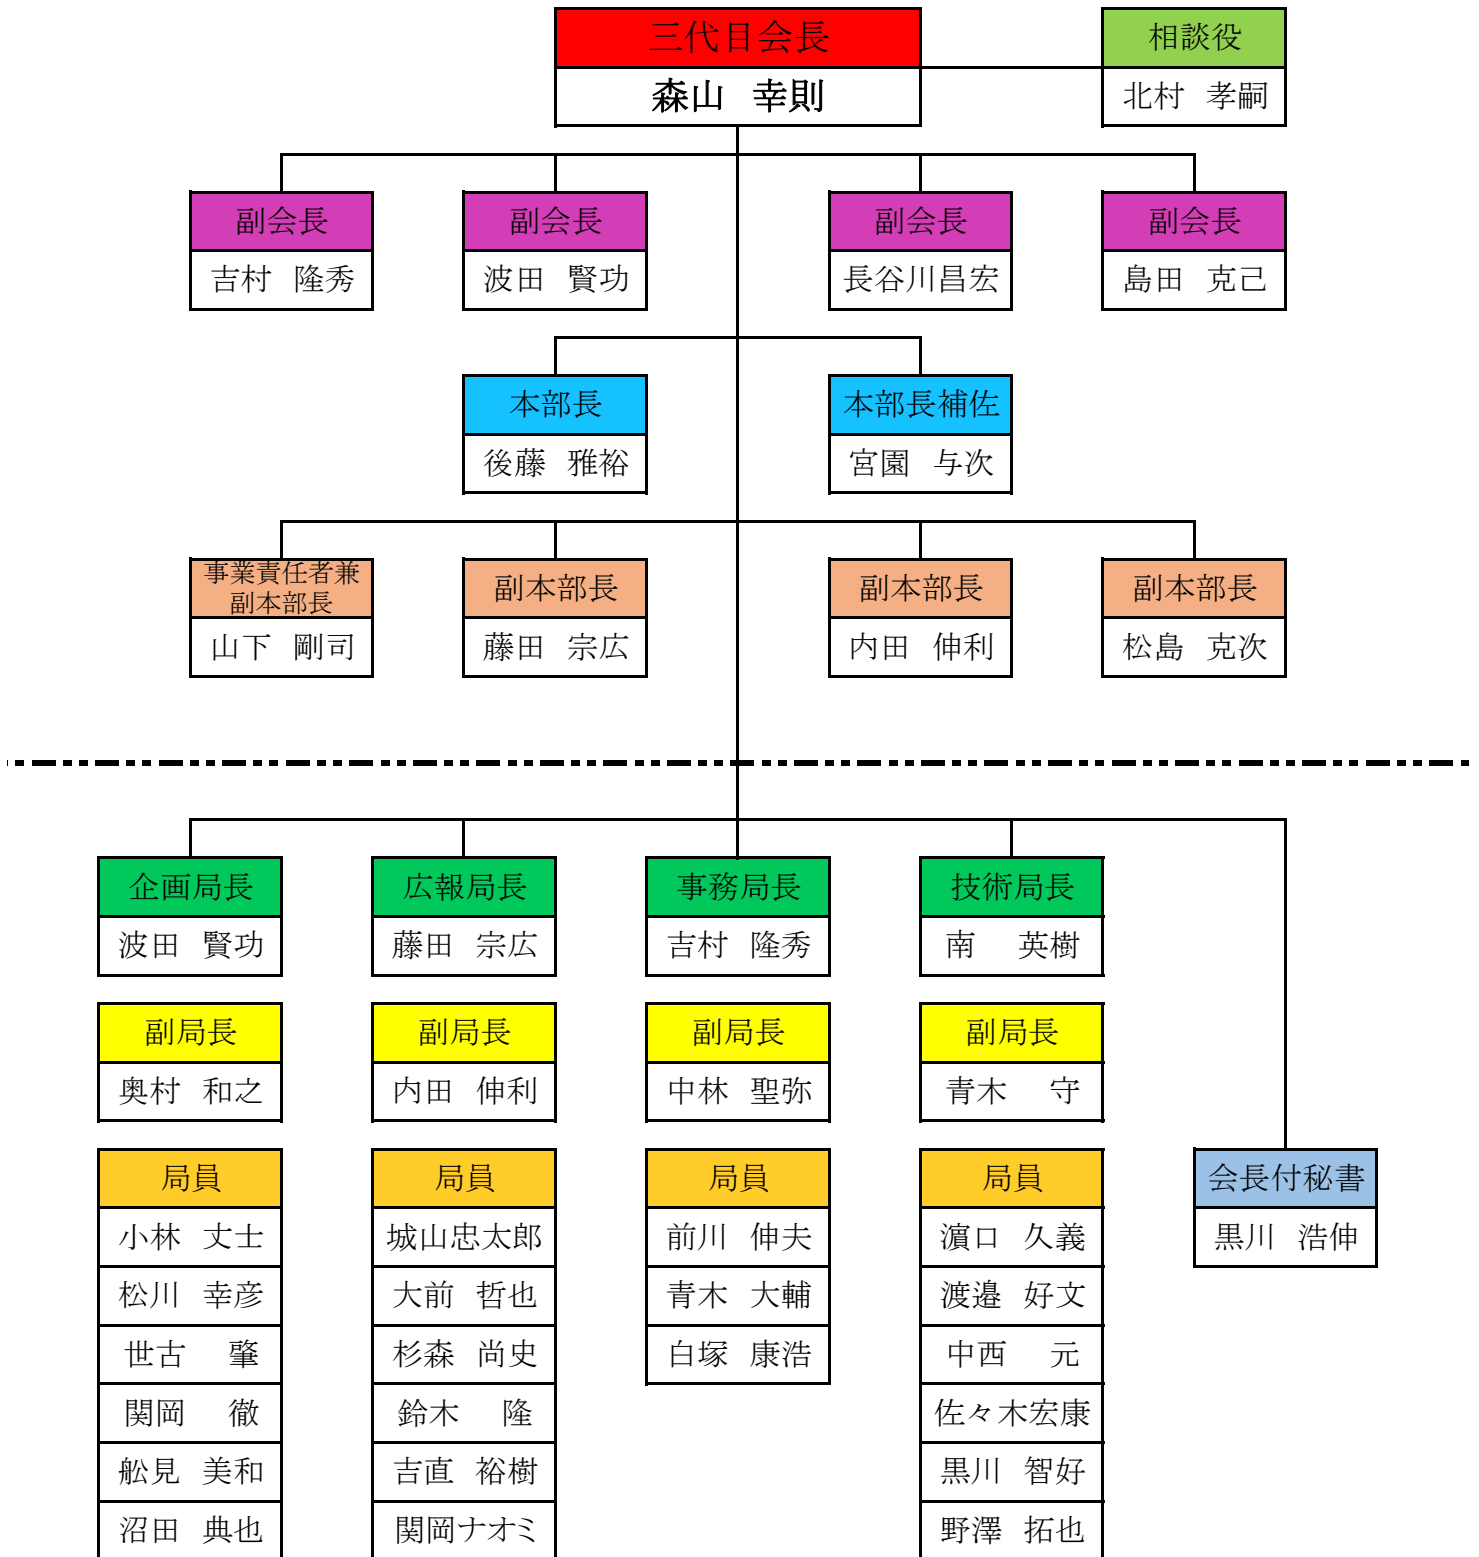 三代目会長
森山 幸則
相談役
北村 孝嗣
副会長
吉村 隆秀
副会長
波田 賢功
副会長
長谷川昌宏
副会長
島田 克己
本部長
後藤 雅裕
本部長補佐
宮園 与次
事業責任者兼
副本部長
山下 剛司
副本部長
藤田 宗広
副本部長
内田 伸利
副本部長
松島 克次
企画局長
波田 賢功
副局長
奥村 和之
局員
小林 丈士
松川 幸彦
世古 肇
関岡 徹
舩見 美和
沼田 典也
広報局長
藤田 宗広
副局長
内田 伸利
局員
城山忠太郎
大前 哲也
杉森 尚史
鈴木 隆
吉直 裕樹
関岡ナオミ
事務局長
吉村 隆秀
副局長
中林 聖弥
局員
前川 伸夫
青木 大輔
白塚 康浩
技術局長
南 英樹
副局長
青木 守
局員
濵口 久義
渡邉 好文
中西 元
佐々木宏康
黒川 智好
野澤 拓也
会長付秘書
黒川 浩伸